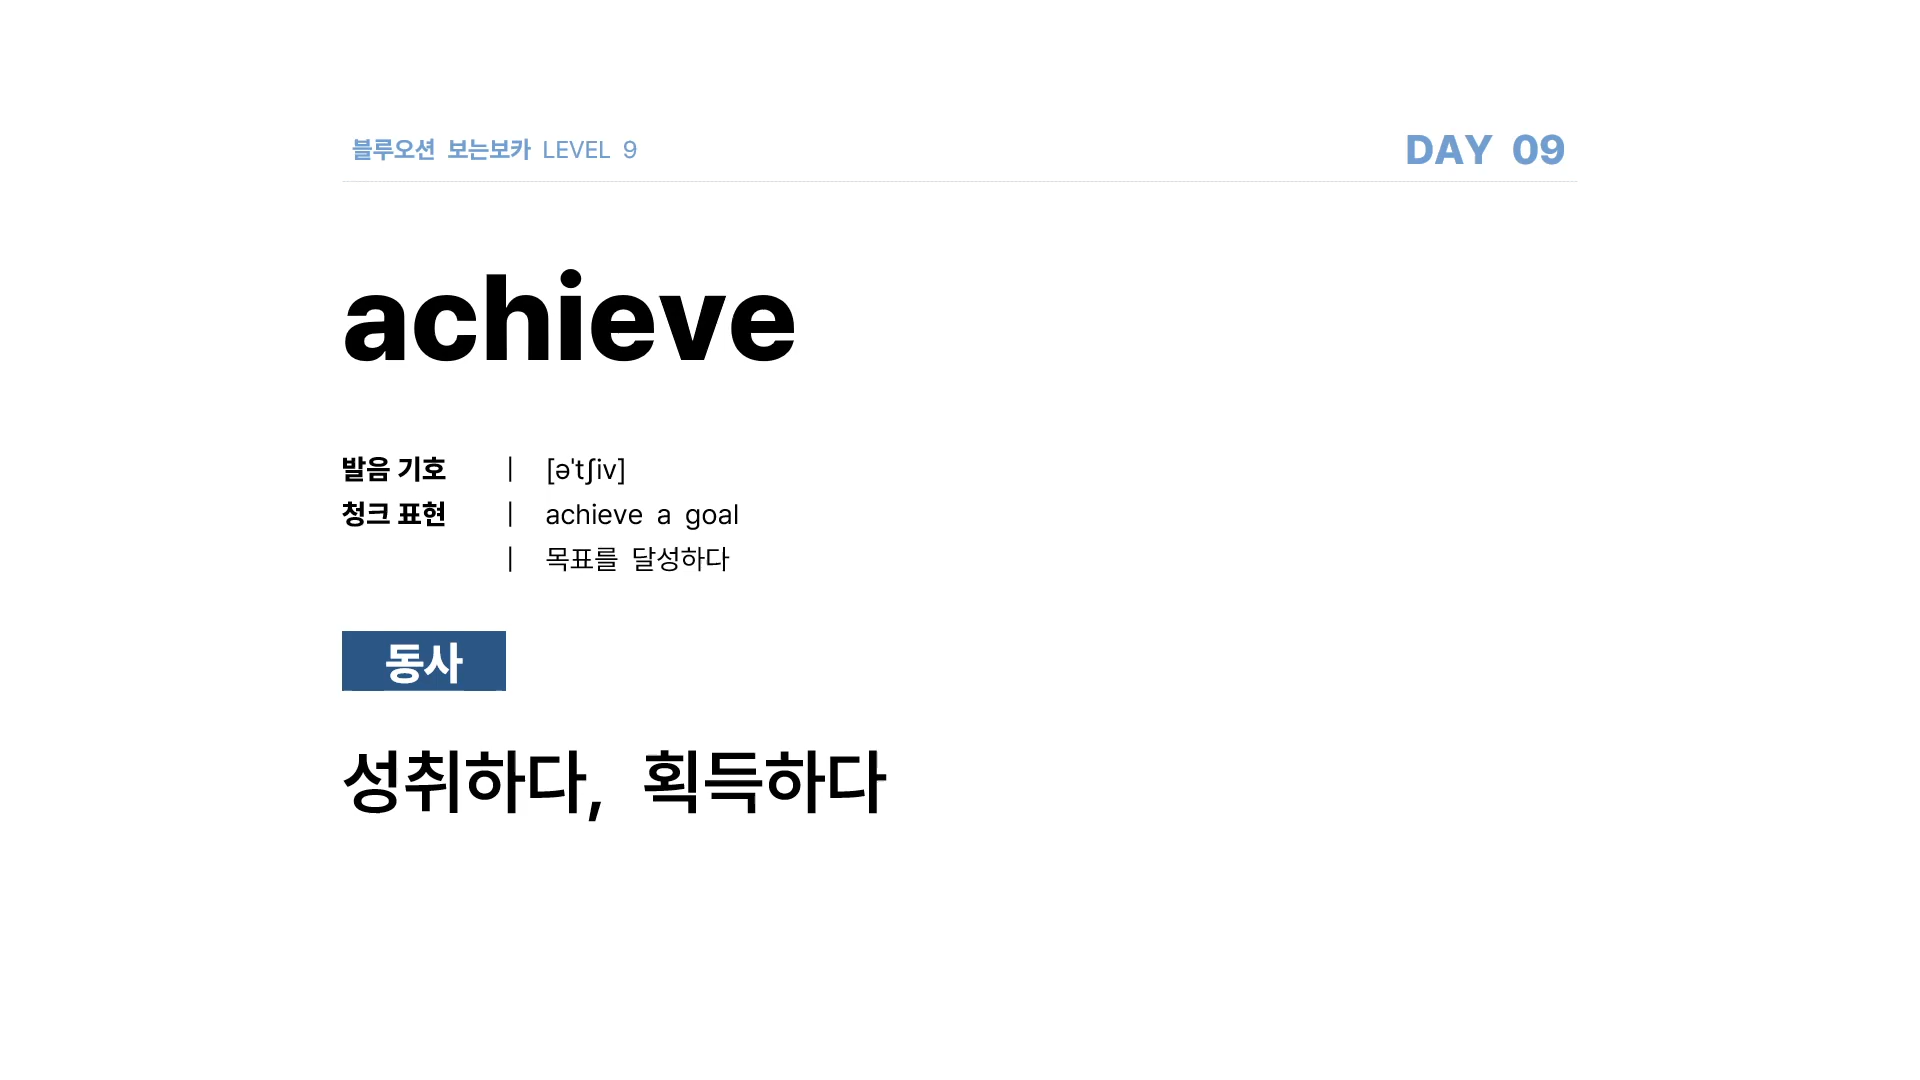 블루오션 보는보카 LEVEL 9
DAY 09
achieve
발음 기호 | [ə'tʃiv]
청크 표현 | achieve a goal
| 목표를 달성하다
동사
성취하다, 획득하다